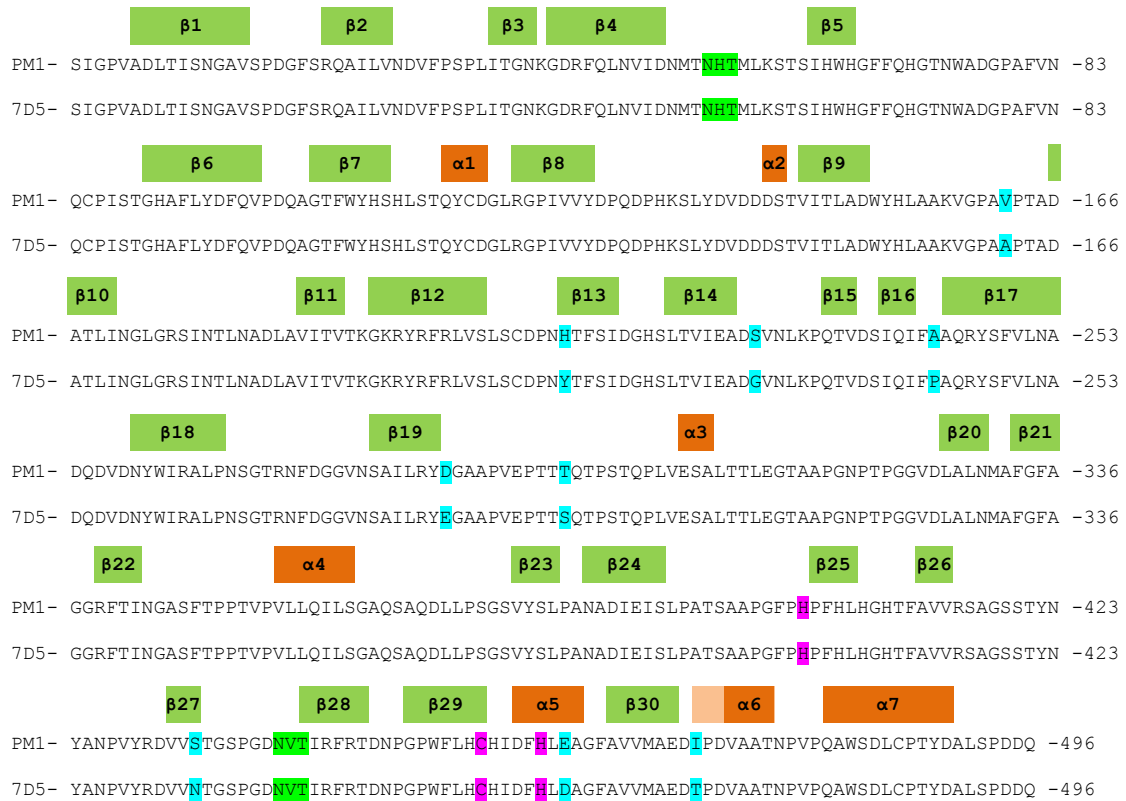 β1 β2 β3 β4 β5
PM1- SIGPVADLTISNGAVSPDGFSRQAILVNDVFPSPLITGNKGDRFQLNVIDNMTNHTMLKSTSIHWHGFFQHGTNWADGPAFVN -83
7D5- SIGPVADLTISNGAVSPDGFSRQAILVNDVFPSPLITGNKGDRFQLNVIDNMTNHTMLKSTSIHWHGFFQHGTNWADGPAFVN -83
β6 β7 α1 β8 α2 β9
PM1- QCPISTGHAFLYDFQVPDQAGTFWYHSHLSTQYCDGLRGPIVVYDPQDPHKSLYDVDDDSTVITLADWYHLAAKVGPAVPTAD -166
7D5- QCPISTGHAFLYDFQVPDQAGTFWYHSHLSTQYCDGLRGPIVVYDPQDPHKSLYDVDDDSTVITLADWYHLAAKVGPAAPTAD -166
β10 β11 β12 β13 β14 β15 β16 β17
PM1- ATLINGLGRSINTLNADLAVITVTKGKRYRFRLVSLSCDPNHTFSIDGHSLTVIEADSVNLKPQTVDSIQIFAAQRYSFVLNA -253
7D5- ATLINGLGRSINTLNADLAVITVTKGKRYRFRLVSLSCDPNYTFSIDGHSLTVIEADGVNLKPQTVDSIQIFPAQRYSFVLNA -253
β18 β19 α3 β20 β21
PM1- DQDVDNYWIRALPNSGTRNFDGGVNSAILRYDGAAPVEPTTTQTPSTQPLVESALTTLEGTAAPGNPTPGGVDLALNMAFGFA -336
7D5- DQDVDNYWIRALPNSGTRNFDGGVNSAILRYEGAAPVEPTTSQTPSTQPLVESALTTLEGTAAPGNPTPGGVDLALNMAFGFA -336
β22 α4 β23 β24 β25 β26
PM1- GGRFTINGASFTPPTVPVLLQILSGAQSAQDLLPSGSVYSLPANADIEISLPATSAAPGFPHPFHLHGHTFAVVRSAGSSTYN -423
7D5- GGRFTINGASFTPPTVPVLLQILSGAQSAQDLLPSGSVYSLPANADIEISLPATSAAPGFPHPFHLHGHTFAVVRSAGSSTYN -423
β27 β28 β29 α5 β30 α6 α7
PM1- YANPVYRDVVSTGSPGDNVTIRFRTDNPGPWFLHCHIDFHLEAGFAVVMAEDIPDVAATNPVPQAWSDLCPTYDALSPDDQ -496
7D5- YANPVYRDVVNTGSPGDNVTIRFRTDNPGPWFLHCHIDFHLDAGFAVVMAEDTPDVAATNPVPQAWSDLCPTYDALSPDDQ -496